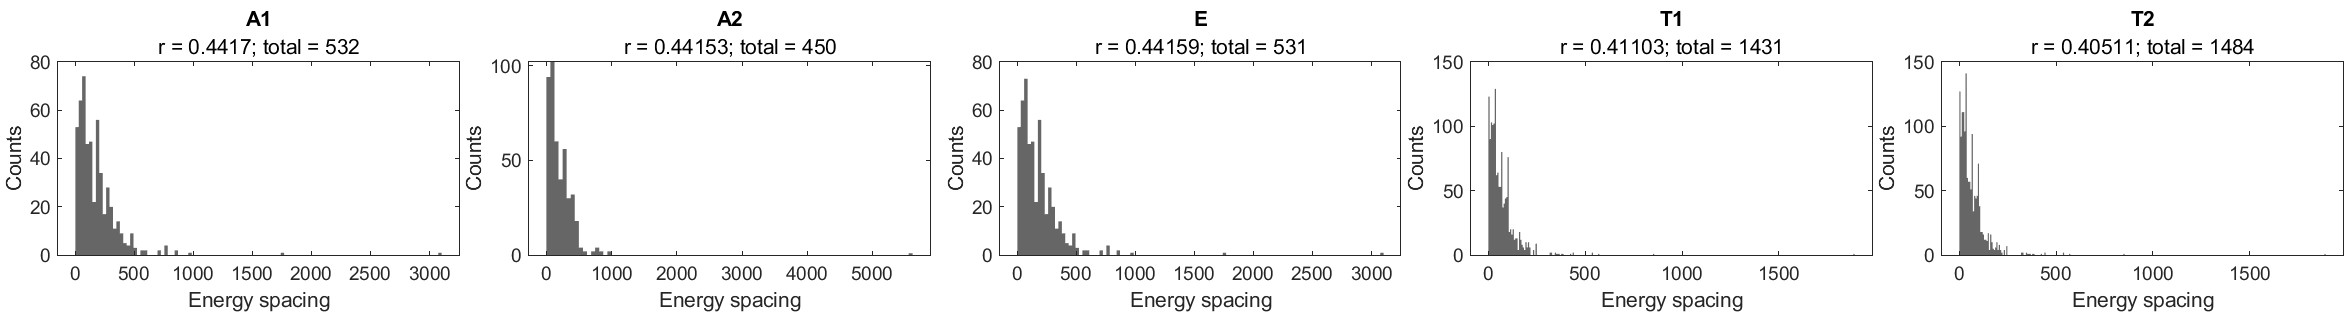 A1
r = 0.4417; total = 532
80
60
40
20
0
Counts
0 500 1000 1500 2000 2500 3000
Energy spacing
A2
r = 0.44153; total = 450
100
50
0
Counts
0 1000 2000 3000 4000 5000
Energy spacing
E
r = 0.44159; total = 531
80
60
40
20
0
Counts
0 500 1000 1500 2000 2500 3000
Energy spacing
T1
r = 0.41103; total = 1431
150
100
50
0
Counts
0 500 1000 1500
Energy spacing
T2
r = 0.40511; total = 1484
150
100
50
0
Counts
0 500 1000 1500
Energy spacing